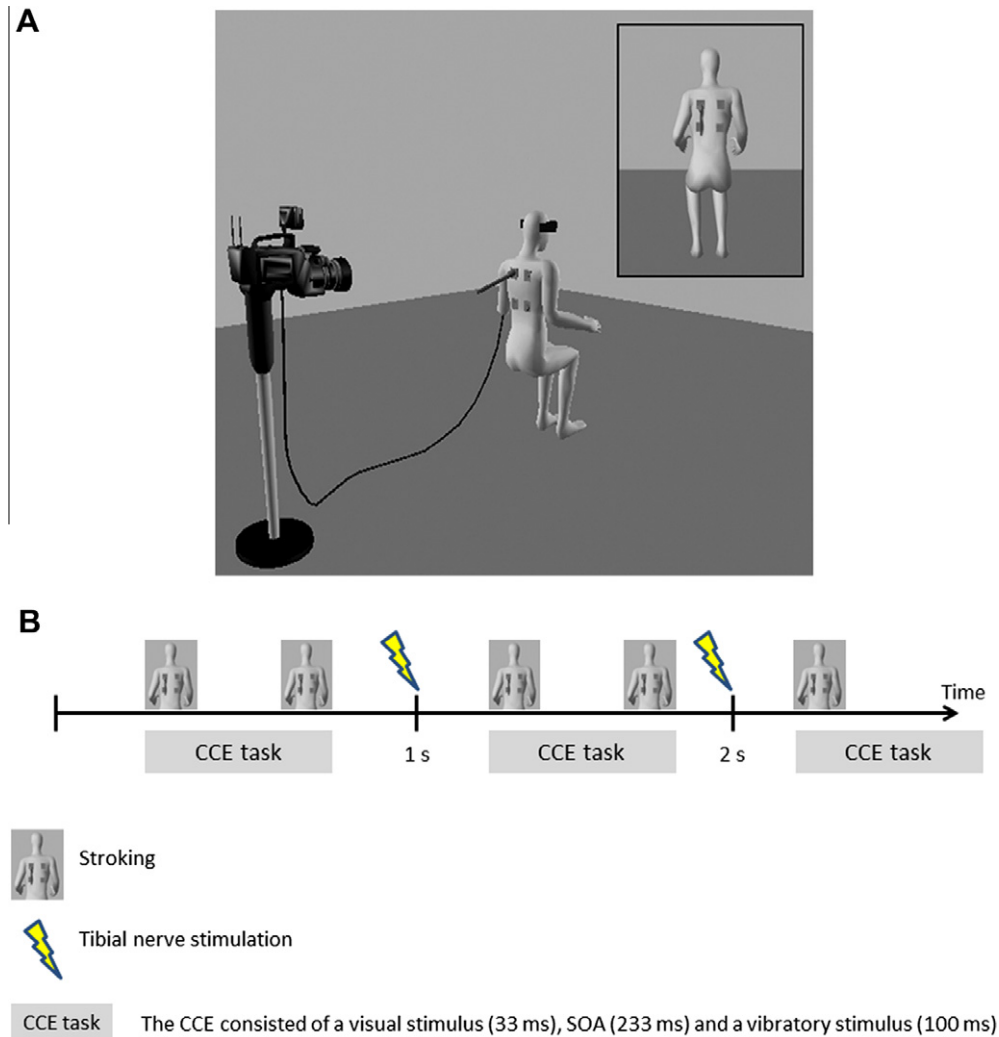 A
B
Time
CCE task
1 s
CCE task
2 s
CCE task
Stroking
Tibial nerve stimulation
CCE task The CCE consisted of a visual stimulus (33 ms), SOA (233 ms) and a vibratory stimulus (100 ms)